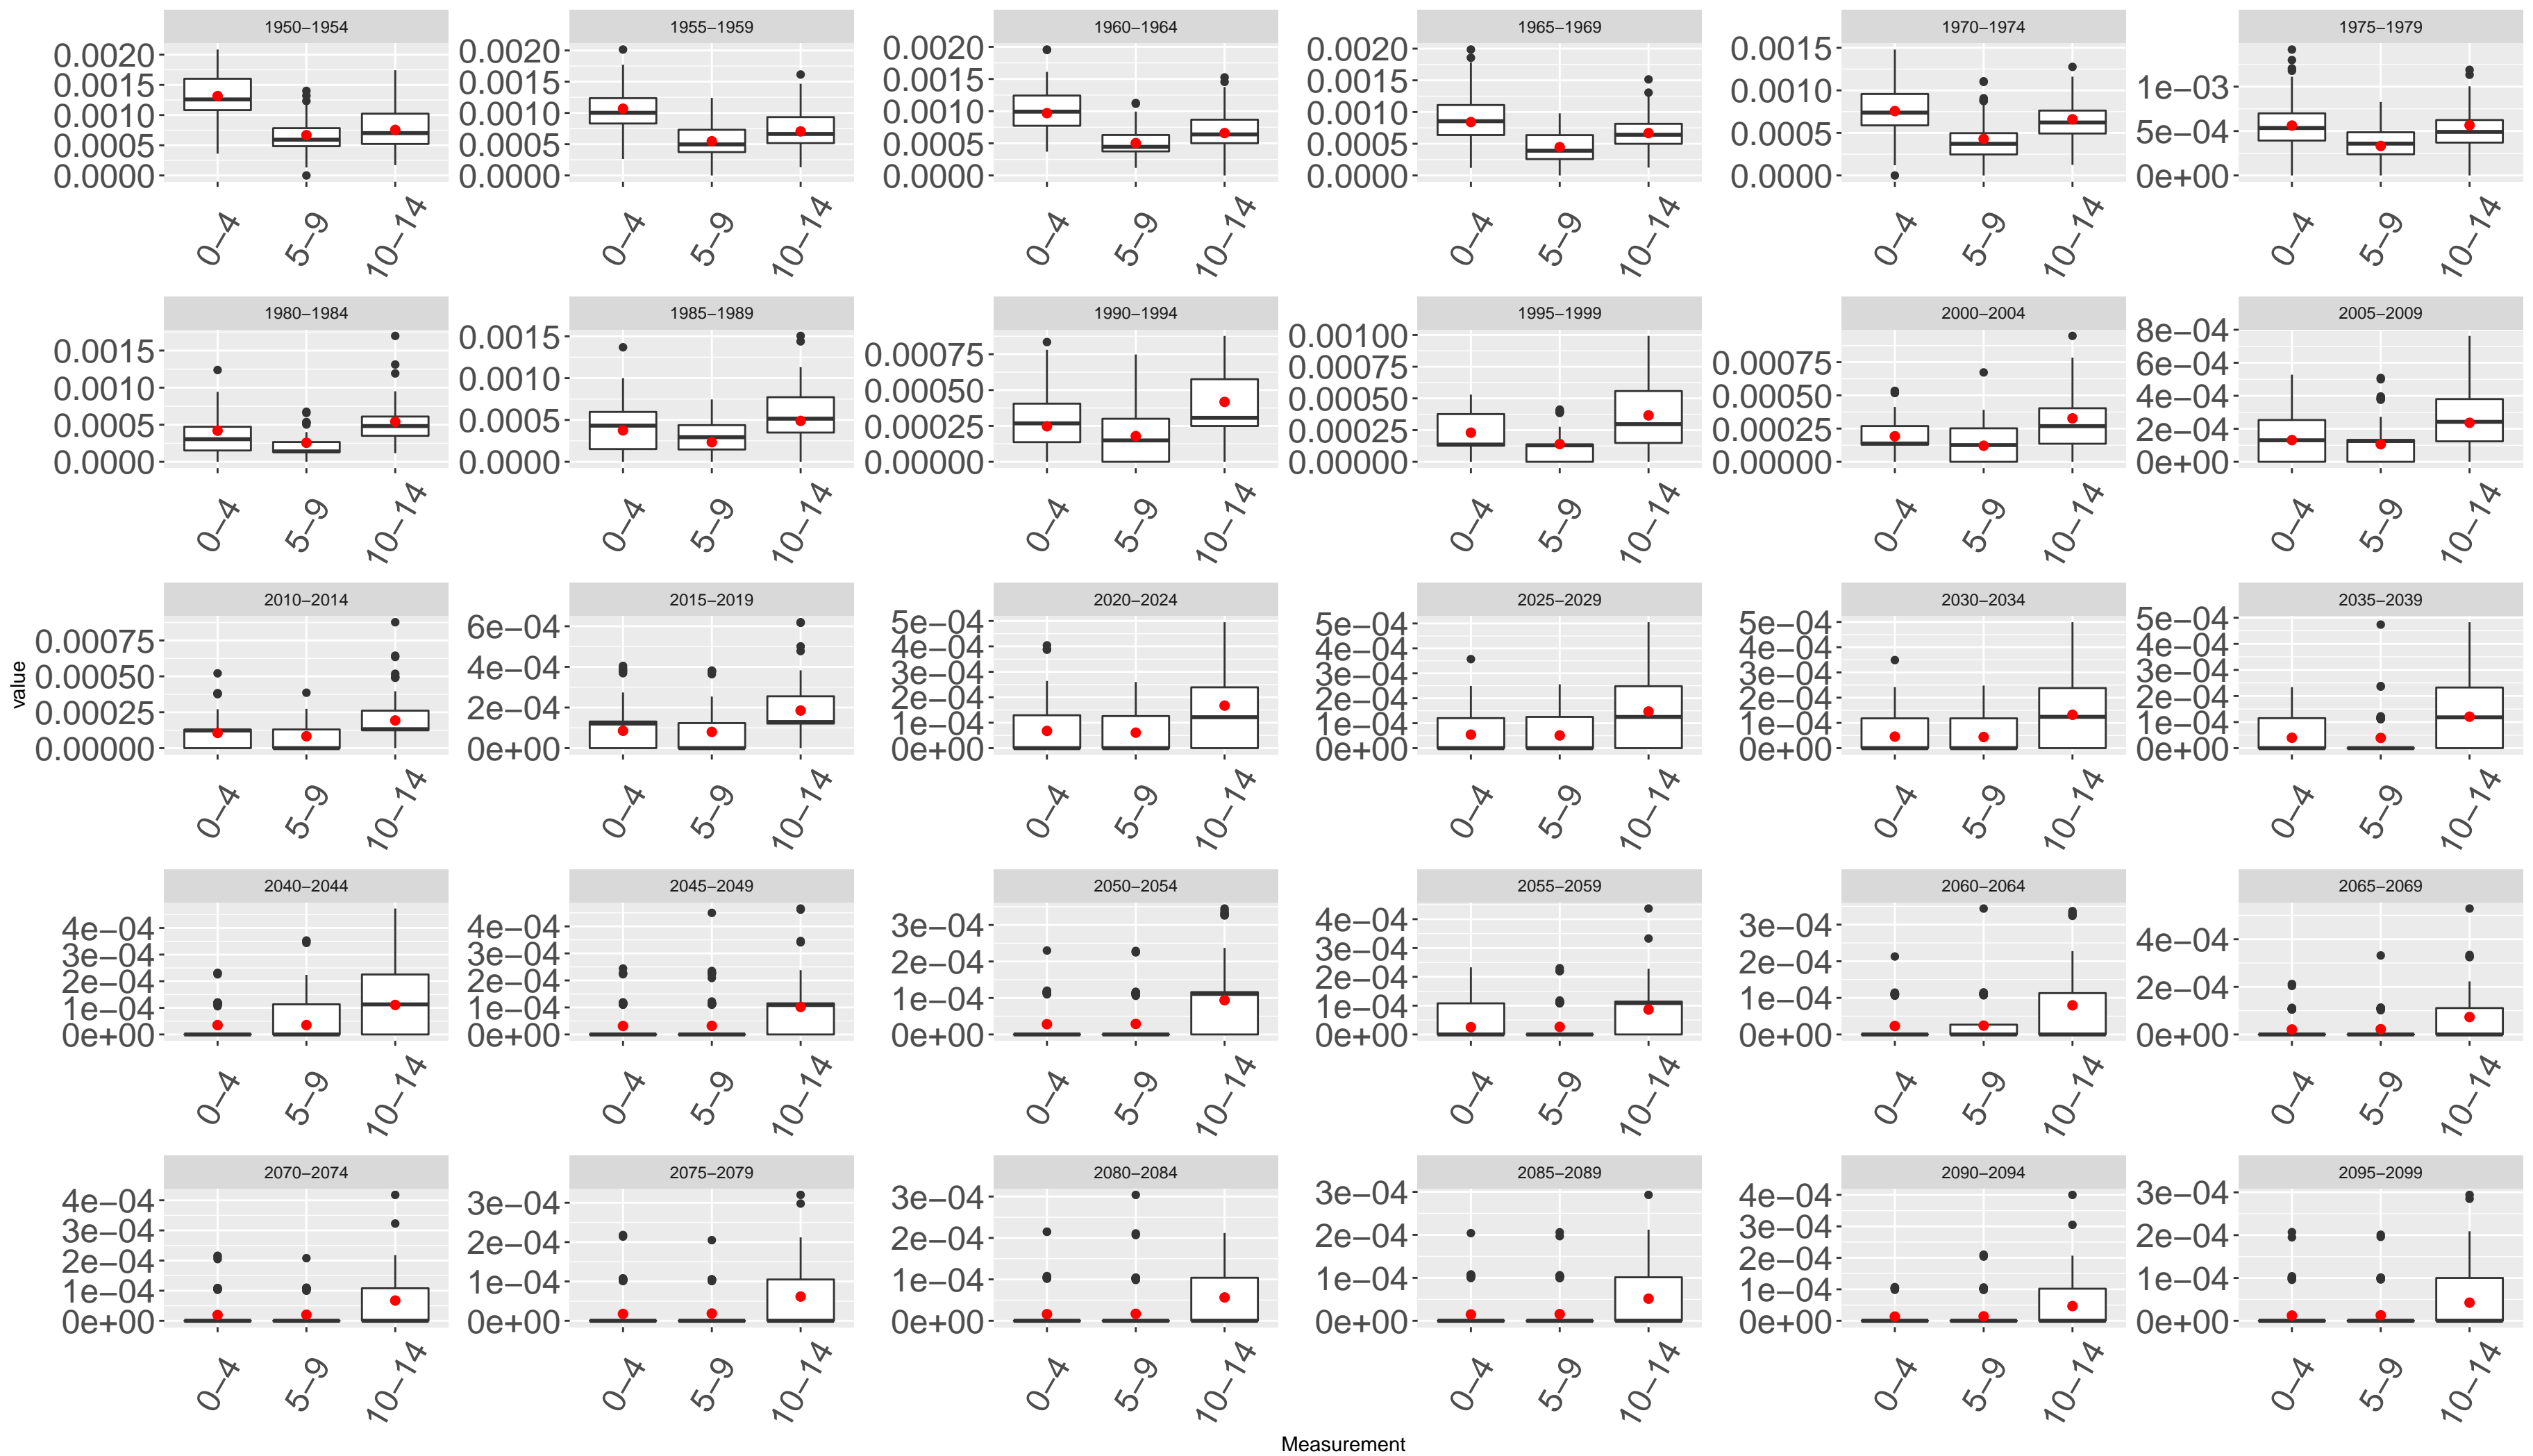 1950–1954 1955–1959 1960–1964 1965–1969 1970–1974 1975–1979
0.0020 0.0015 0.0010 0.0005 0.0000
0.0020 0.0015 0.0010 0.0005 0.0000
0.0020 0.0015 0.0010 0.0005 0.0000
0.0020 0.0015 0.0010 0.0005 0.0000
0.0015 0.0010 0.0005 0.0000
1e−03 5e−04 0e+00
0–4 5–9 10–14 0–4 5–9 10–14 0–4 5–9 10–14 0–4 5–9 10–14 0–4 5–9 10–14 0–4 5–9 10–14
1980–1984 1985–1989 1990–1994 1995–1999 2000–2004 2005–2009
0.0015 0.0010 0.0005 0.0000
0.0015 0.0010 0.0005 0.0000
0.00075 0.00050 0.00025 0.00000
0.00100 0.00075 0.00050 0.00025 0.00000
0.00075 0.00050 0.00025 0.00000
8e−04 6e−04 4e−04 2e−04 0e+00
0–4 5–9 10–14 0–4 5–9 10–14 0–4 5–9 10–14 0–4 5–9 10–14 0–4 5–9 10–14 0–4 5–9 10–14
value
2010–2014 2015–2019 2020–2024 2025–2029 2030–2034 2035–2039
0.00075 0.00050 0.00025 0.00000
6e−04 4e−04 2e−04 0e+00
5e−04 4e−04 3e−04 2e−04 1e−04 0e+00
5e−04 4e−04 3e−04 2e−04 1e−04 0e+00
5e−04 4e−04 3e−04 2e−04 1e−04 0e+00
5e−04 4e−04 3e−04 2e−04 1e−04 0e+00
0–4 5–9 10–14 0–4 5–9 10–14 0–4 5–9 10–14 0–4 5–9 10–14 0–4 5–9 10–14 0–4 5–9 10–14
2040–2044 2045–2049 2050–2054 2055–2059 2060–2064 2065–2069
4e−04 3e−04 2e−04 1e−04 0e+00
4e−04 3e−04 2e−04 1e−04 0e+00
3e−04 2e−04 1e−04 0e+00
4e−04 3e−04 2e−04 1e−04 0e+00
3e−04 2e−04 1e−04 0e+00
4e−04 2e−04 0e+00
0–4 5–9 10–14 0–4 5–9 10–14 0–4 5–9 10–14 0–4 5–9 10–14 0–4 5–9 10–14 0–4 5–9 10–14
2070–2074 2075–2079 2080–2084 2085–2089 2090–2094 2095–2099
4e−04 3e−04 2e−04 1e−04 0e+00
3e−04 2e−04 1e−04 0e+00
3e−04 2e−04 1e−04 0e+00
3e−04 2e−04 1e−04 0e+00
4e−04 3e−04 2e−04 1e−04 0e+00
3e−04 2e−04 1e−04 0e+00
0–4 5–9 10–14 0–4 5–9 10–14 0–4 5–9 10–14 0–4 5–9 10–14 0–4 5–9 10–14 0–4 5–9 10–14
Measurement